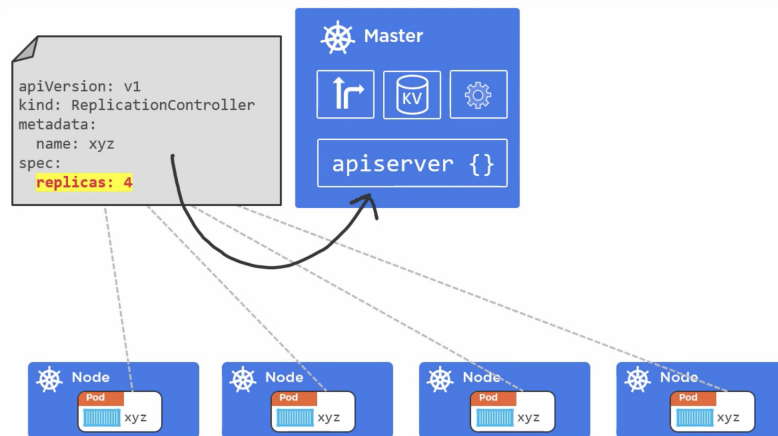 apiVersion: v1
kind: ReplicationController
metadata:
  name: xyz
spec:
  replicas: 4
Master
KV
apiserver {}
Node
Pod
xyz
Node
Pod
xyz
Node
Pod
xyz
Node
Pod
xyz